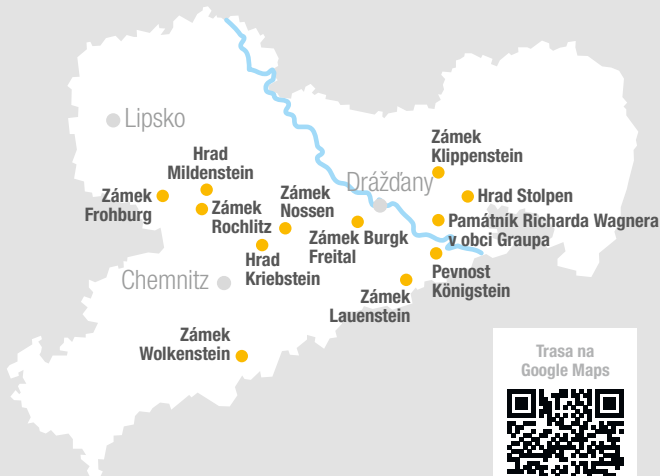 Lipsko
Zámek
Klippenstein
Hrad
Mildenstein
Drážďany
Zámek
Frohburg
Zámek
Rochlitz
Zámek
Nossen
Hrad Stolpen
Památník Richarda Wagnera
v obci Graupa
Zámek Burgk
Freital
Hrad
Kriebstein
Chemnitz
Pevnost
Königstein
Zámek
Lauenstein
Zámek
Wolkenstein
Trasa na
Google Maps